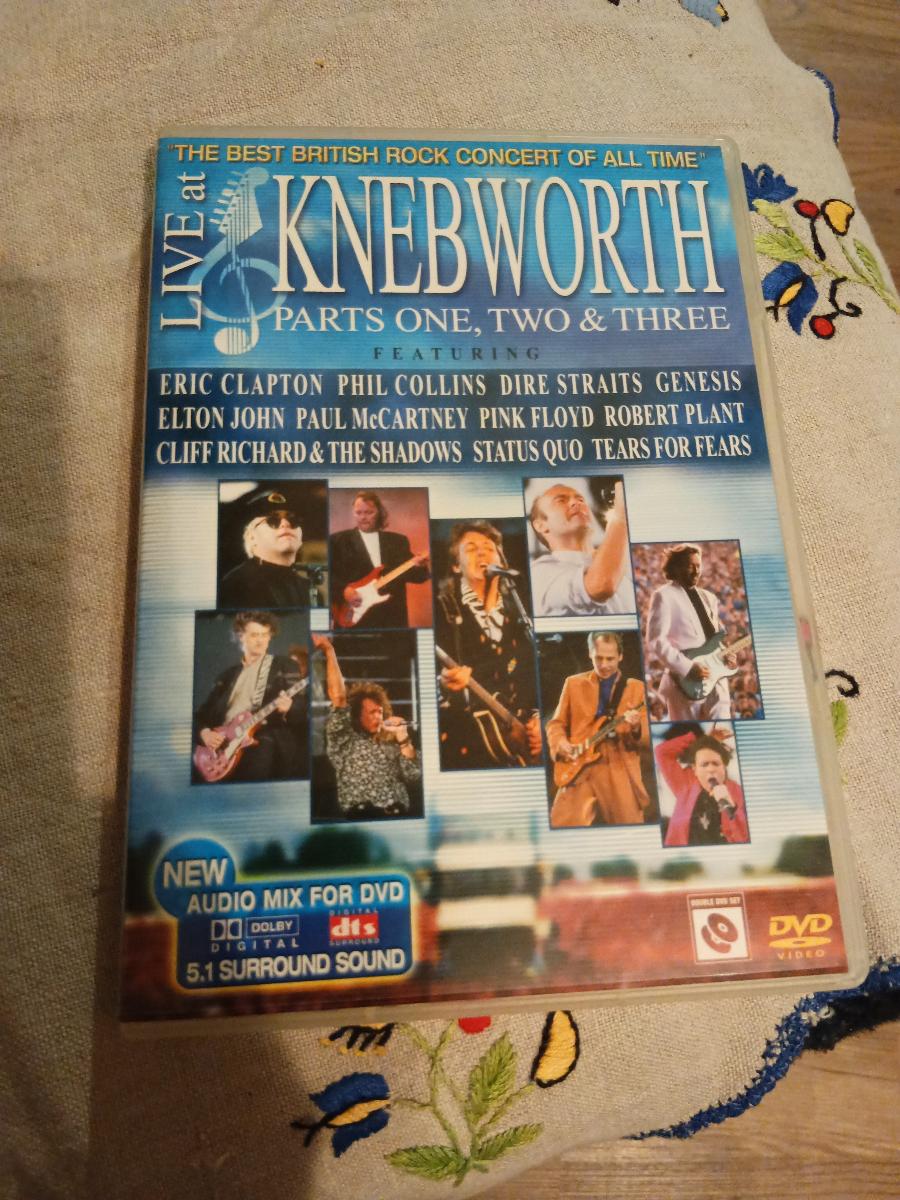 "THE BEST BRITISH ROCK CONCERT OF ALL TIME"
LIVE at
KNEBWORTH
PARTS ONE, TWO & THREE
FEATURING
ERIC CLAPTON PHIL COLLINS DIRE STRAITS GENESIS
ELTON JOHN PAUL McCARTNEY PINK FLOYD ROBERT PLANT
CLIFF RICHARD & THE SHADOWS STATUS QUO TEARS FOR FEARS
NEW
AUDIO MIX FOR DVD
DOLBY
DIGITAL
DIGITAL
dts
SURROUND
5.1 SURROUND SOUND
DOUBLE DVD SET
DVD
VIDEO